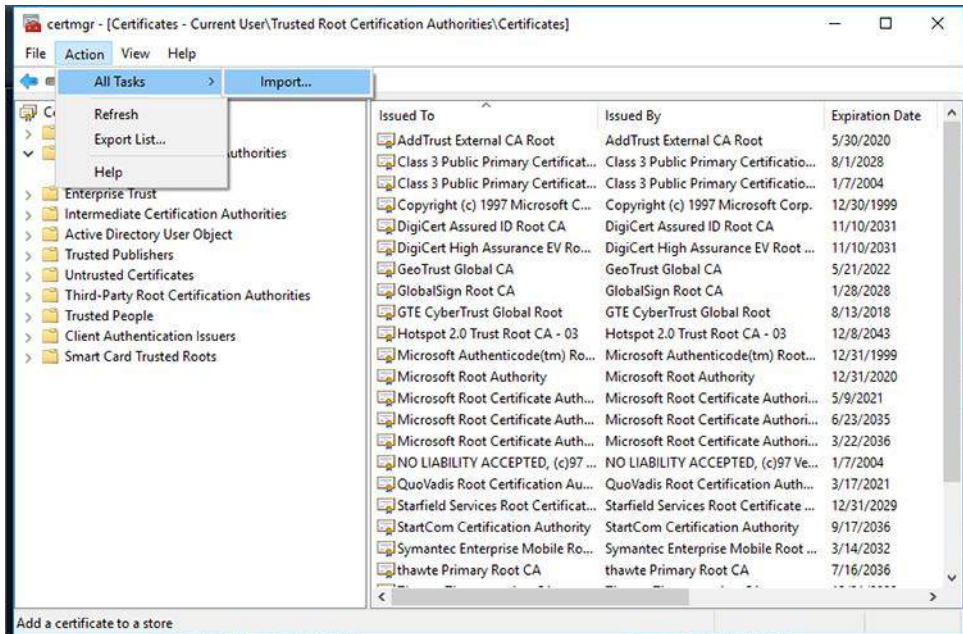 certmgr - [Certificates - Current User\Trusted Root Certification Authorities\Certificates]
File Action View Help
All Tasks > Import...
Refresh
Export List...
Help
Enterprise Trust
Intermediate Certification Authorities
Active Directory User Object
Trusted Publishers
Untrusted Certificates
Third-Party Root Certification Authorities
Trusted People
Client Authentication Issuers
Smart Card Trusted Roots
Issued To Issued By Expiration Date
AddTrust External CA Root AddTrust External CA Root 5/30/2020
Class 3 Public Primary Certificat... Class 3 Public Primary Certificatio... 8/1/2028
Class 3 Public Primary Certificat... Class 3 Public Primary Certificatio... 1/7/2004
Copyright (c) 1997 Microsoft C... Copyright (c) 1997 Microsoft Corp. 12/30/1999
DigiCert Assured ID Root CA DigiCert Assured ID Root CA 11/10/2031
DigiCert High Assurance EV Ro... DigiCert High Assurance EV Root ... 11/10/2031
GeoTrust Global CA GeoTrust Global CA 5/21/2022
GlobalSign Root CA GlobalSign Root CA 1/28/2028
GTE CyberTrust Global Root GTE CyberTrust Global Root 8/13/2018
Hotspot 2.0 Trust Root CA - 03 Hotspot 2.0 Trust Root CA - 03 12/8/2043
Microsoft Authenticode(tm) Ro... Microsoft Authenticode(tm) Root... 12/31/1999
Microsoft Root Authority Microsoft Root Authority 12/31/2020
Microsoft Root Certificate Auth... Microsoft Root Certificate Authori... 5/9/2021
Microsoft Root Certificate Auth... Microsoft Root Certificate Authori... 6/23/2035
Microsoft Root Certificate Auth... Microsoft Root Certificate Authori... 3/22/2036
NO LIABILITY ACCEPTED, (c)97 ... NO LIABILITY ACCEPTED, (c)97 Ve... 1/7/2004
QuoVadis Root Certification Au... QuoVadis Root Certification Auth... 3/17/2021
Starfield Services Root Certificat... Starfield Services Root Certificate ... 12/31/2029
StartCom Certification Authority StartCom Certification Authority 9/17/2036
Symantec Enterprise Mobile Ro... Symantec Enterprise Mobile Root ... 3/14/2032
thawte Primary Root CA thawte Primary Root CA 7/16/2036
Add a certificate to a store